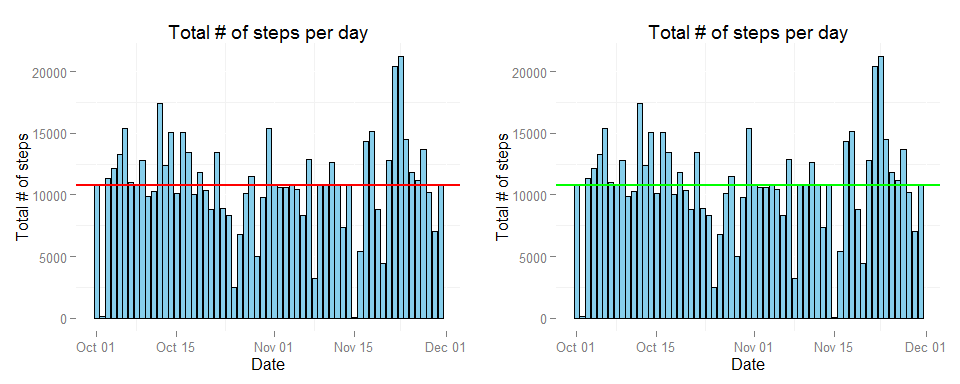 Total # of steps per day
Total # of steps
20000
15000
10000
5000
0
Oct 01 Oct 15 Nov 01 Nov 15 Dec 01
Date
Total # of steps per day
Total # of steps
20000
15000
10000
5000
0
Oct 01 Oct 15 Nov 01 Nov 15 Dec 01
Date